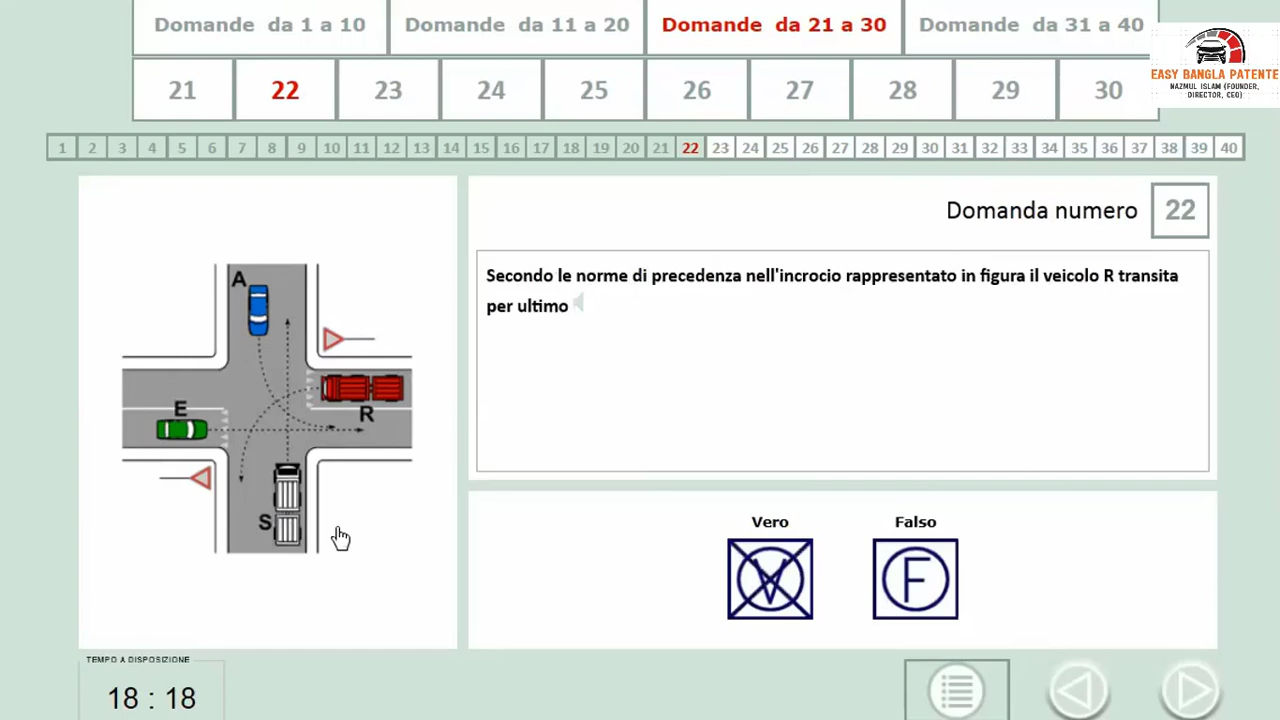 Domande da 1 a 10
Domande da 11 a 20
Domande da 21 a 30
Domande da 31 a 40
EASY BANGLA PATENTE
NAZMUL ISLAM (FOUNDER,
DIRECTOR, CEO)
21 22 23 24 25 26 27 28 29 30
1 2 3 4 5 6 7 8 9 10 11 12 13 14 15 16 17 18 19 20 21 22 23 24 25 26 27 28 29 30 31 32 33 34 35 36 37 38 39 40
Domanda numero 22
Secondo le norme di precedenza nell'incrocio rappresentato in figura il veicolo R transita
per ultimo
A
R
E
S
Vero Falso
V F
TEMPO A DISPOSIZIONE
18 : 18